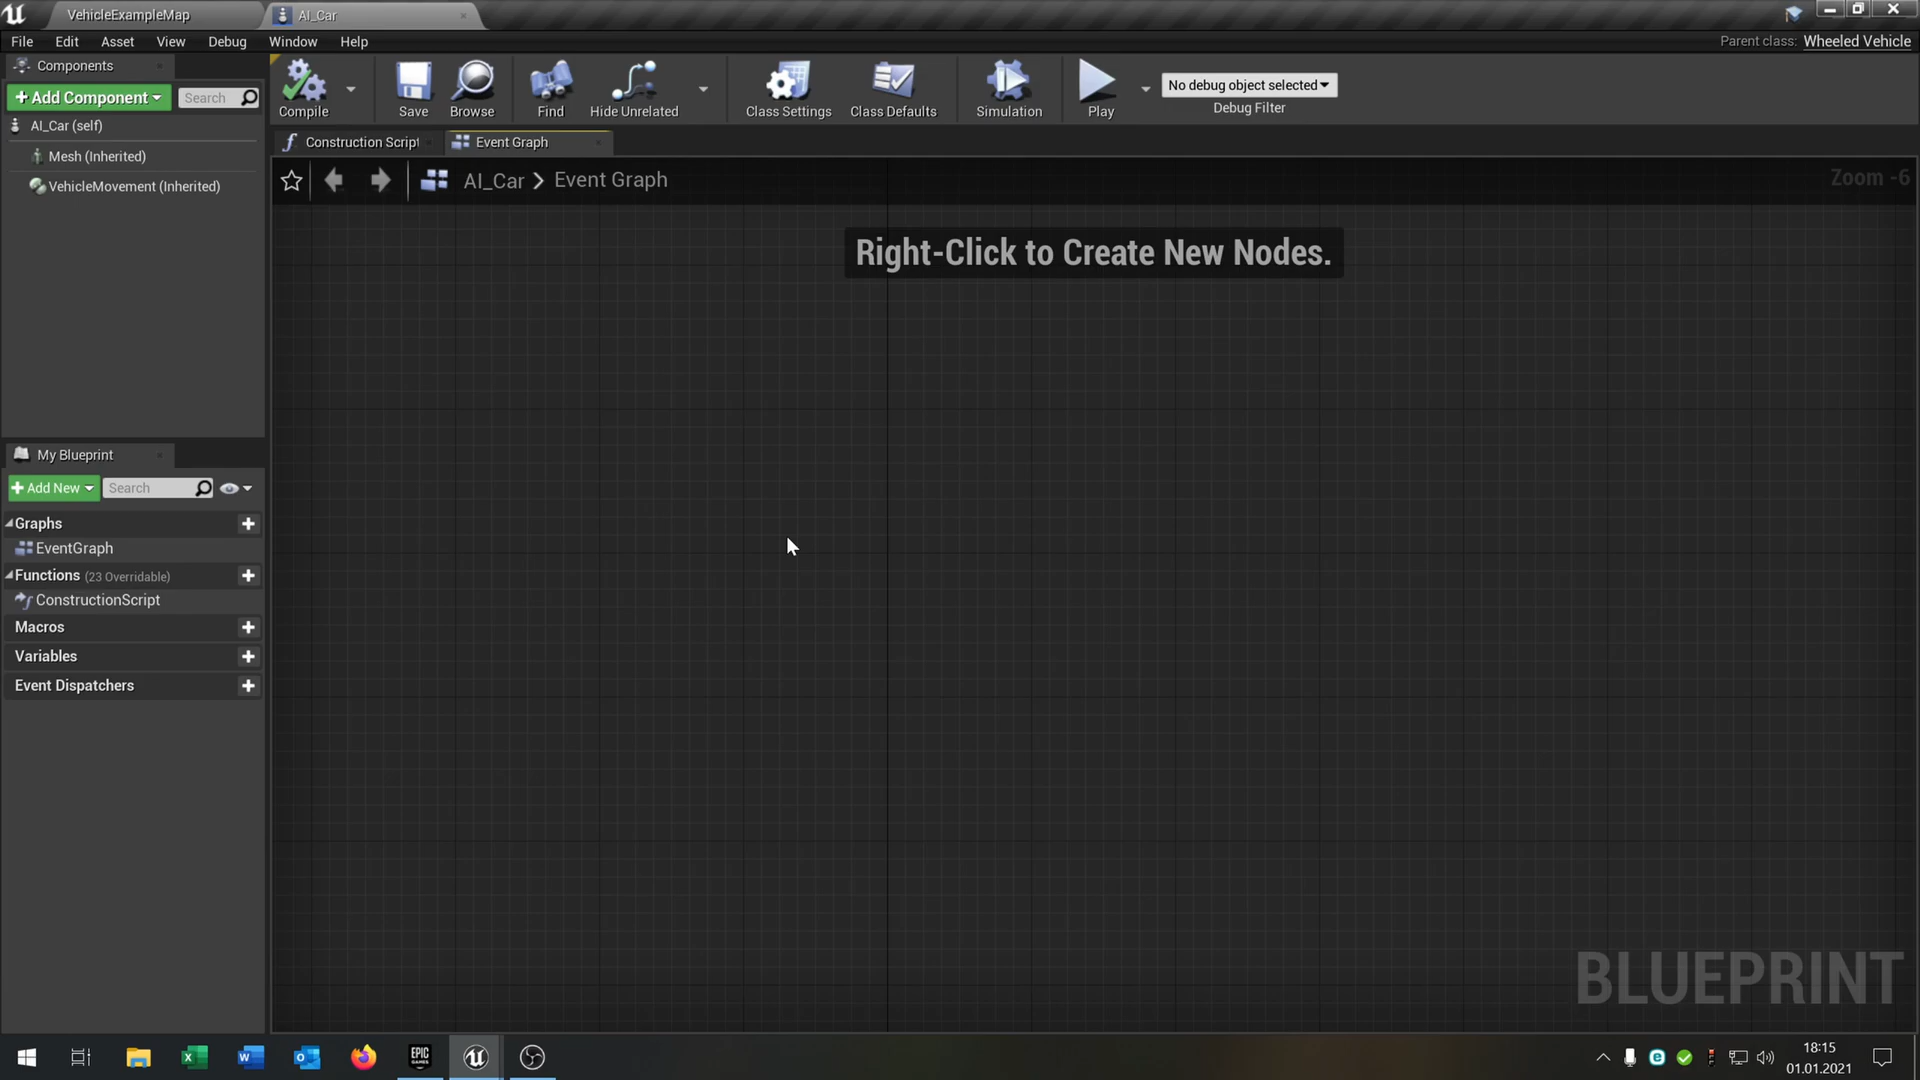 VehicleExampleMap
AI_Car
File Edit Asset View Debug Window Help
Parent class: Wheeled Vehicle
Components
Add Component
Search
AI_Car (self)
Mesh (Inherited)
VehicleMovement (Inherited)
Compile
Save
Browse
Find
Hide Unrelated
Class Settings
Class Defaults
Simulation
Play
No debug object selected
Debug Filter
Construction Script
Event Graph
AI_Car > Event Graph
Zoom -6
Right-Click to Create New Nodes.
My Blueprint
Add New
Search
Graphs
EventGraph
Functions (23 Overridable)
ConstructionScript
Macros
Variables
Event Dispatchers
BLUEPRINT
EPIC
GAMES
18:15
01.01.2021